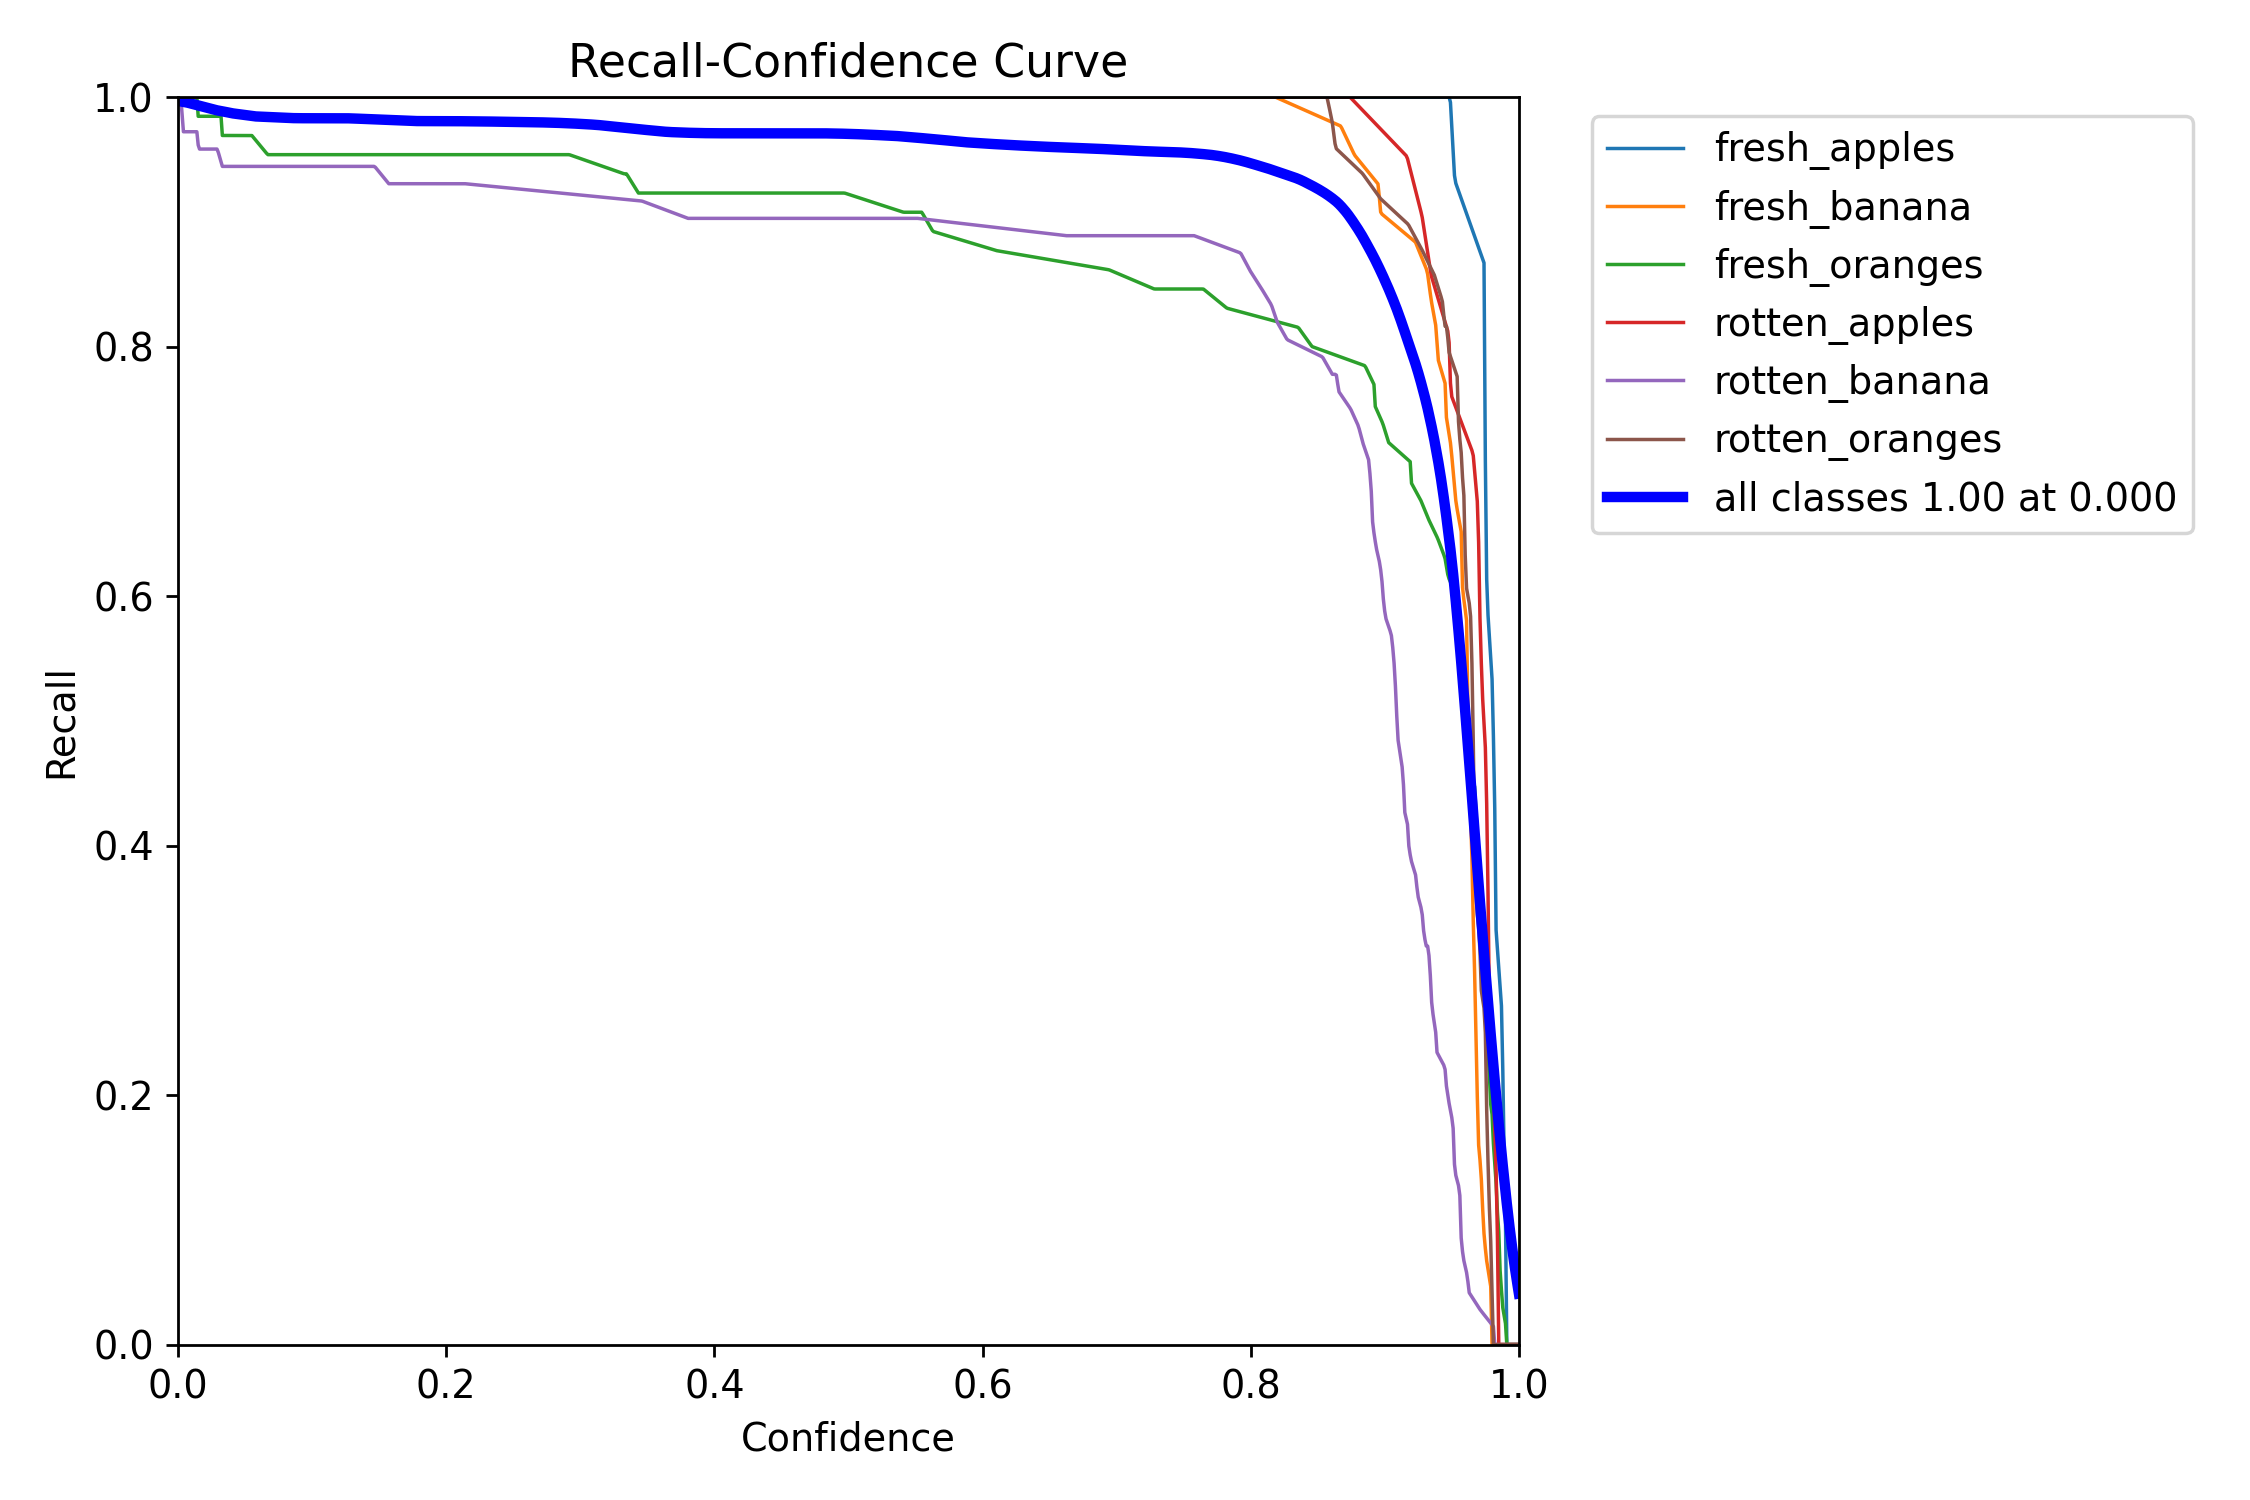 Recall-Confidence Curve
1.0
0.8
0.6
0.4
0.2
0.0
Recall
0.0 0.2 0.4 0.6 0.8 1.0
Confidence
fresh_apples
fresh_banana
fresh_oranges
rotten_apples
rotten_banana
rotten_oranges
all classes 1.00 at 0.000